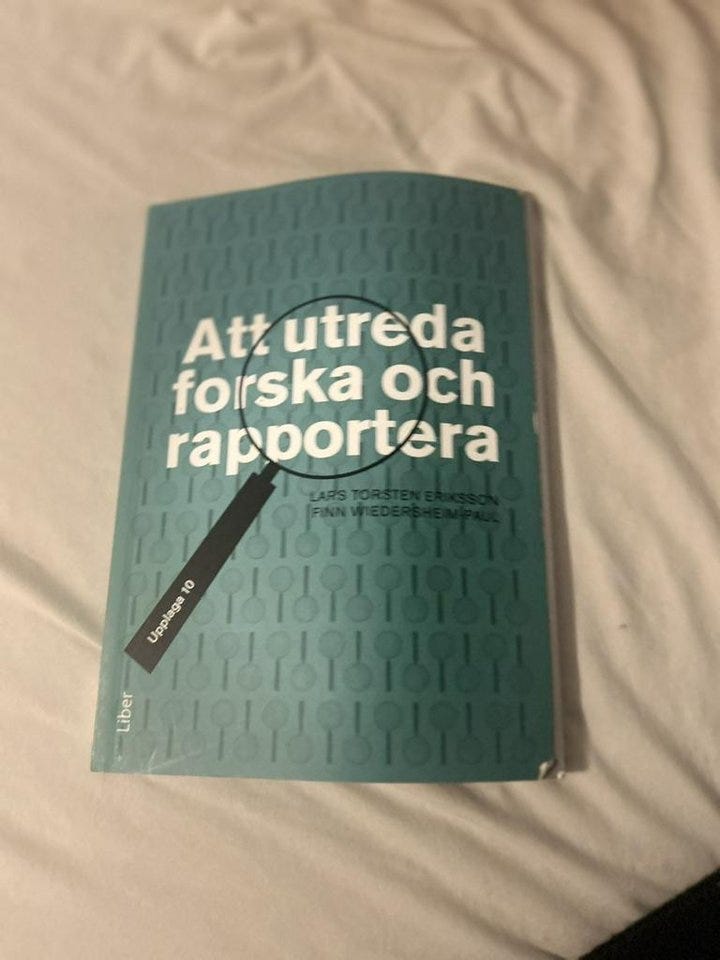 Att utreda
forska och
rapportera
LARS TORSTEN ERIKSSON
FINN WIEDERSHEIM-PAUL
Upplaga 10
Liber